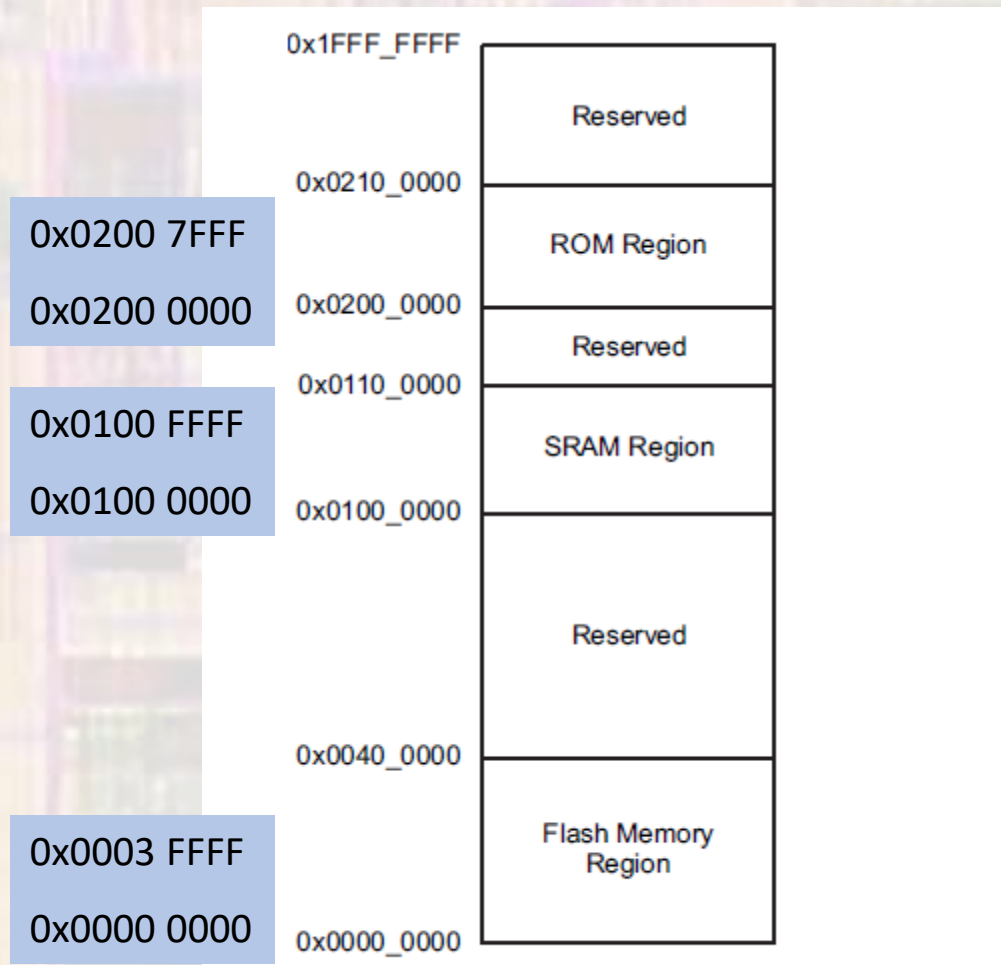 0x1FFF_FFFF
Reserved
0x0210_0000
0x0200 7FFF
ROM Region
0x0200 0000
0x0200_0000
Reserved
0x0110_0000
0x0100 FFFF
SRAM Region
0x0100 0000
0x0100_0000
Reserved
0x0040_0000
Flash Memory
Region
0x0003 FFFF
0x0000 0000
0x0000_0000